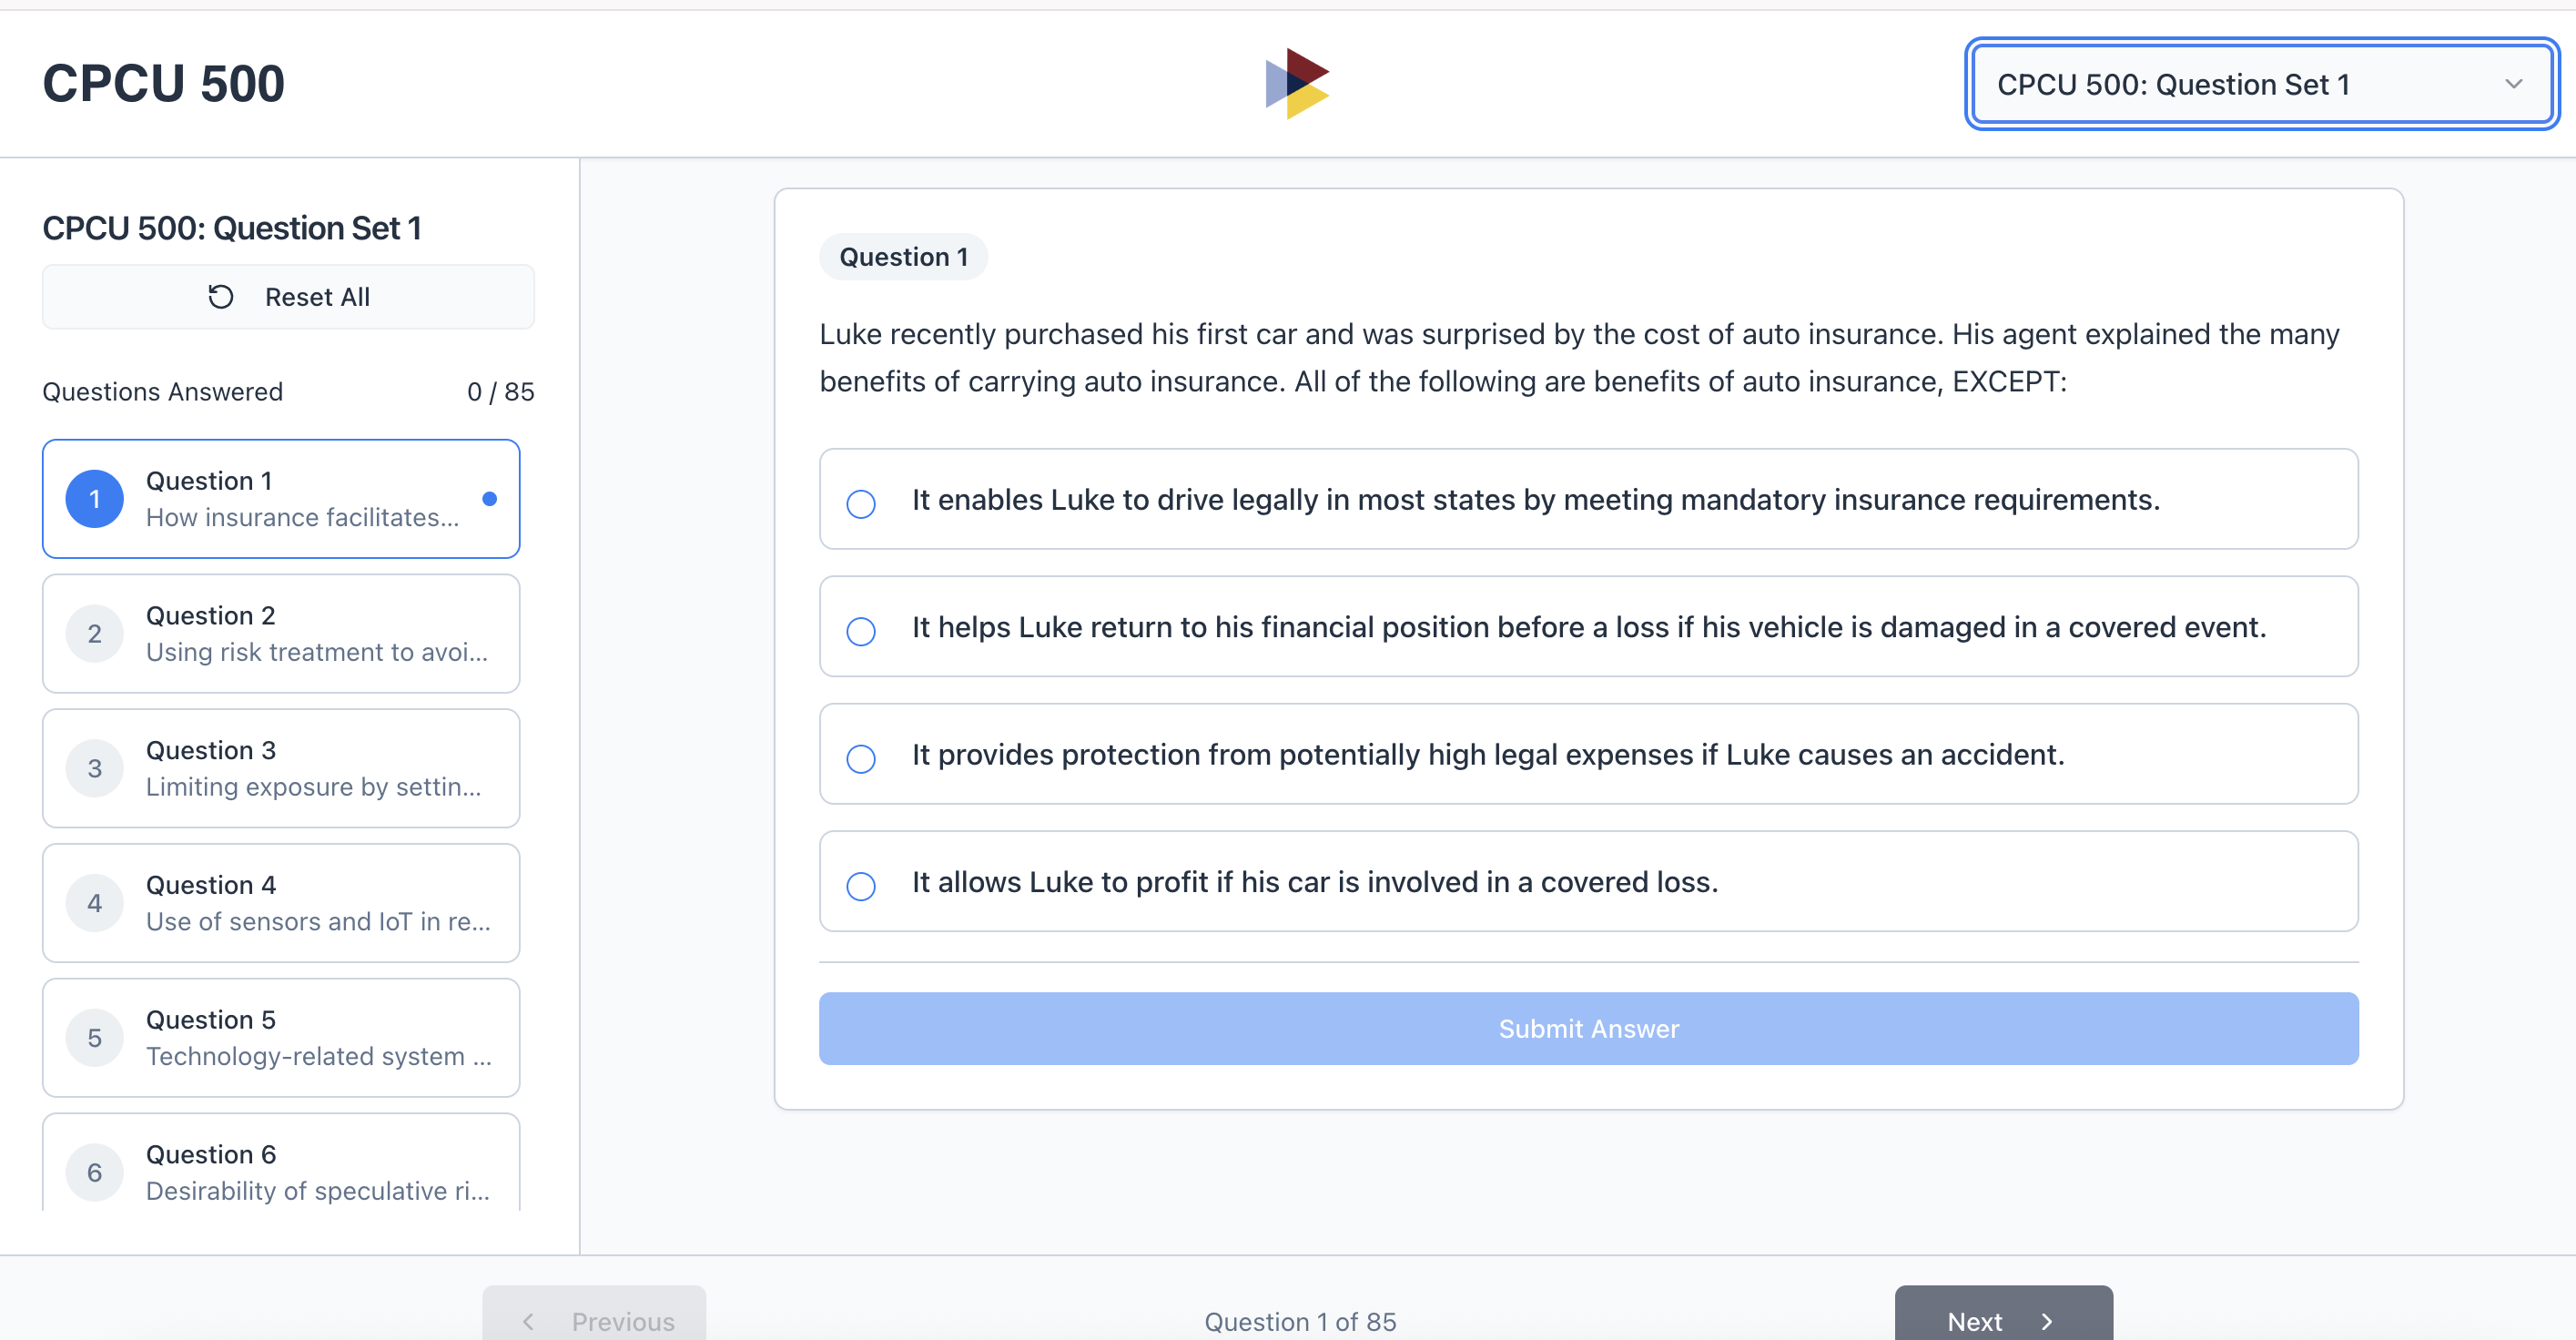 CPCU 500
CPCU 500: Question Set 1
CPCU 500: Question Set 1
Reset All
Questions Answered 0 / 85
1
Question 1
How insurance facilitates...
2
Question 2
Using risk treatment to avoi...
3
Question 3
Limiting exposure by settin...
4
Question 4
Use of sensors and IoT in re...
5
Question 5
Technology-related system ...
6
Question 6
Desirability of speculative ri...
Question 1
Luke recently purchased his first car and was surprised by the cost of auto insurance. His agent explained the many
benefits of carrying auto insurance. All of the following are benefits of auto insurance, EXCEPT:
It enables Luke to drive legally in most states by meeting mandatory insurance requirements.
It helps Luke return to his financial position before a loss if his vehicle is damaged in a covered event.
It provides protection from potentially high legal expenses if Luke causes an accident.
It allows Luke to profit if his car is involved in a covered loss.
Submit Answer
Previous
Question 1 of 85
Next